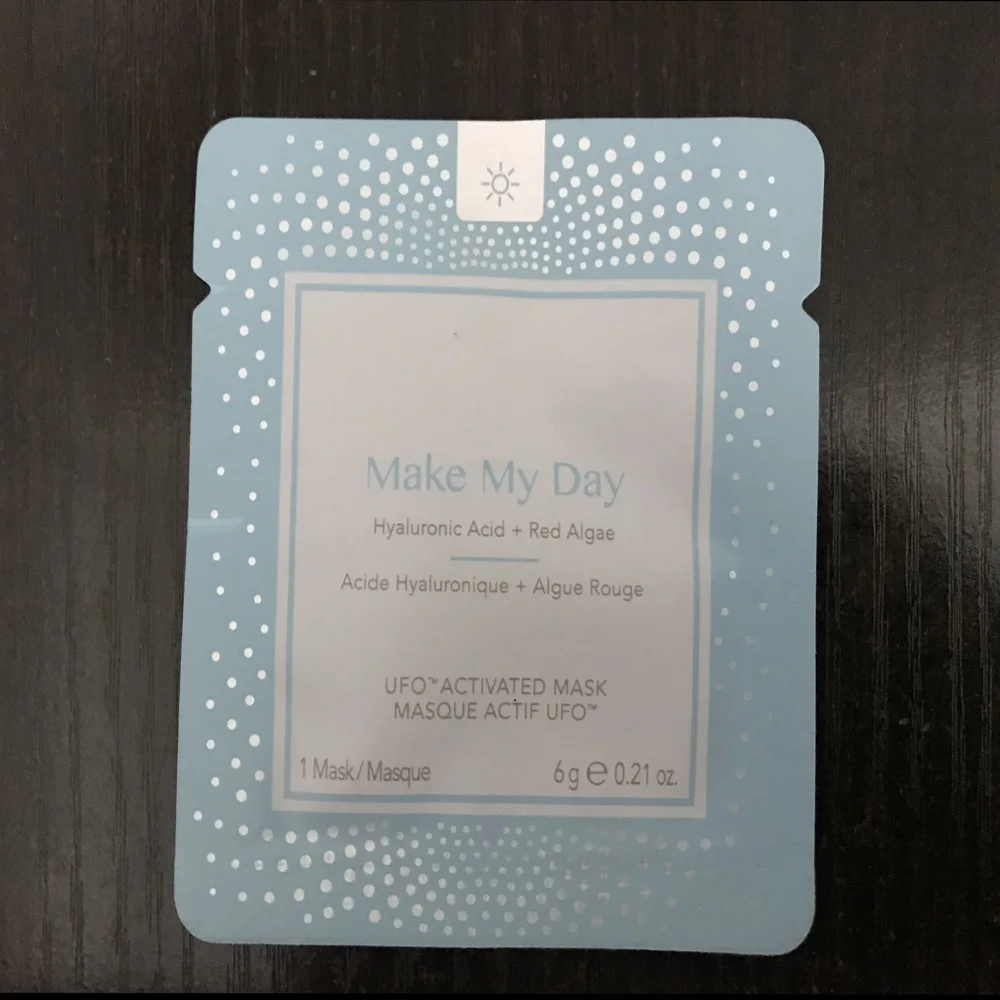 Make My Day
Hyaluronic Acid + Red Algae
Acide Hyaluronique + Algue Rouge
UFO™ ACTIVATED MASK
MASQUE ACTIF UFO™
1 Mask/Masque 6 g ℮ 0.21 oz.